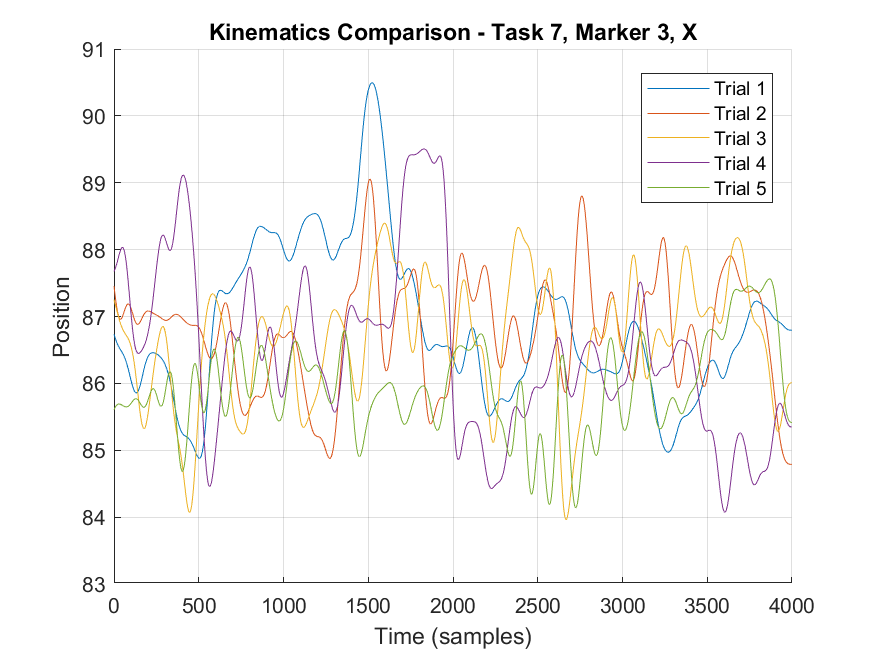 Kinematics Comparison - Task 7, Marker 3, X
91
90
89
88
87
86
85
84
83
Position
Trial 1
Trial 2
Trial 3
Trial 4
Trial 5
0 500 1000 1500 2000 2500 3000 3500 4000
Time (samples)